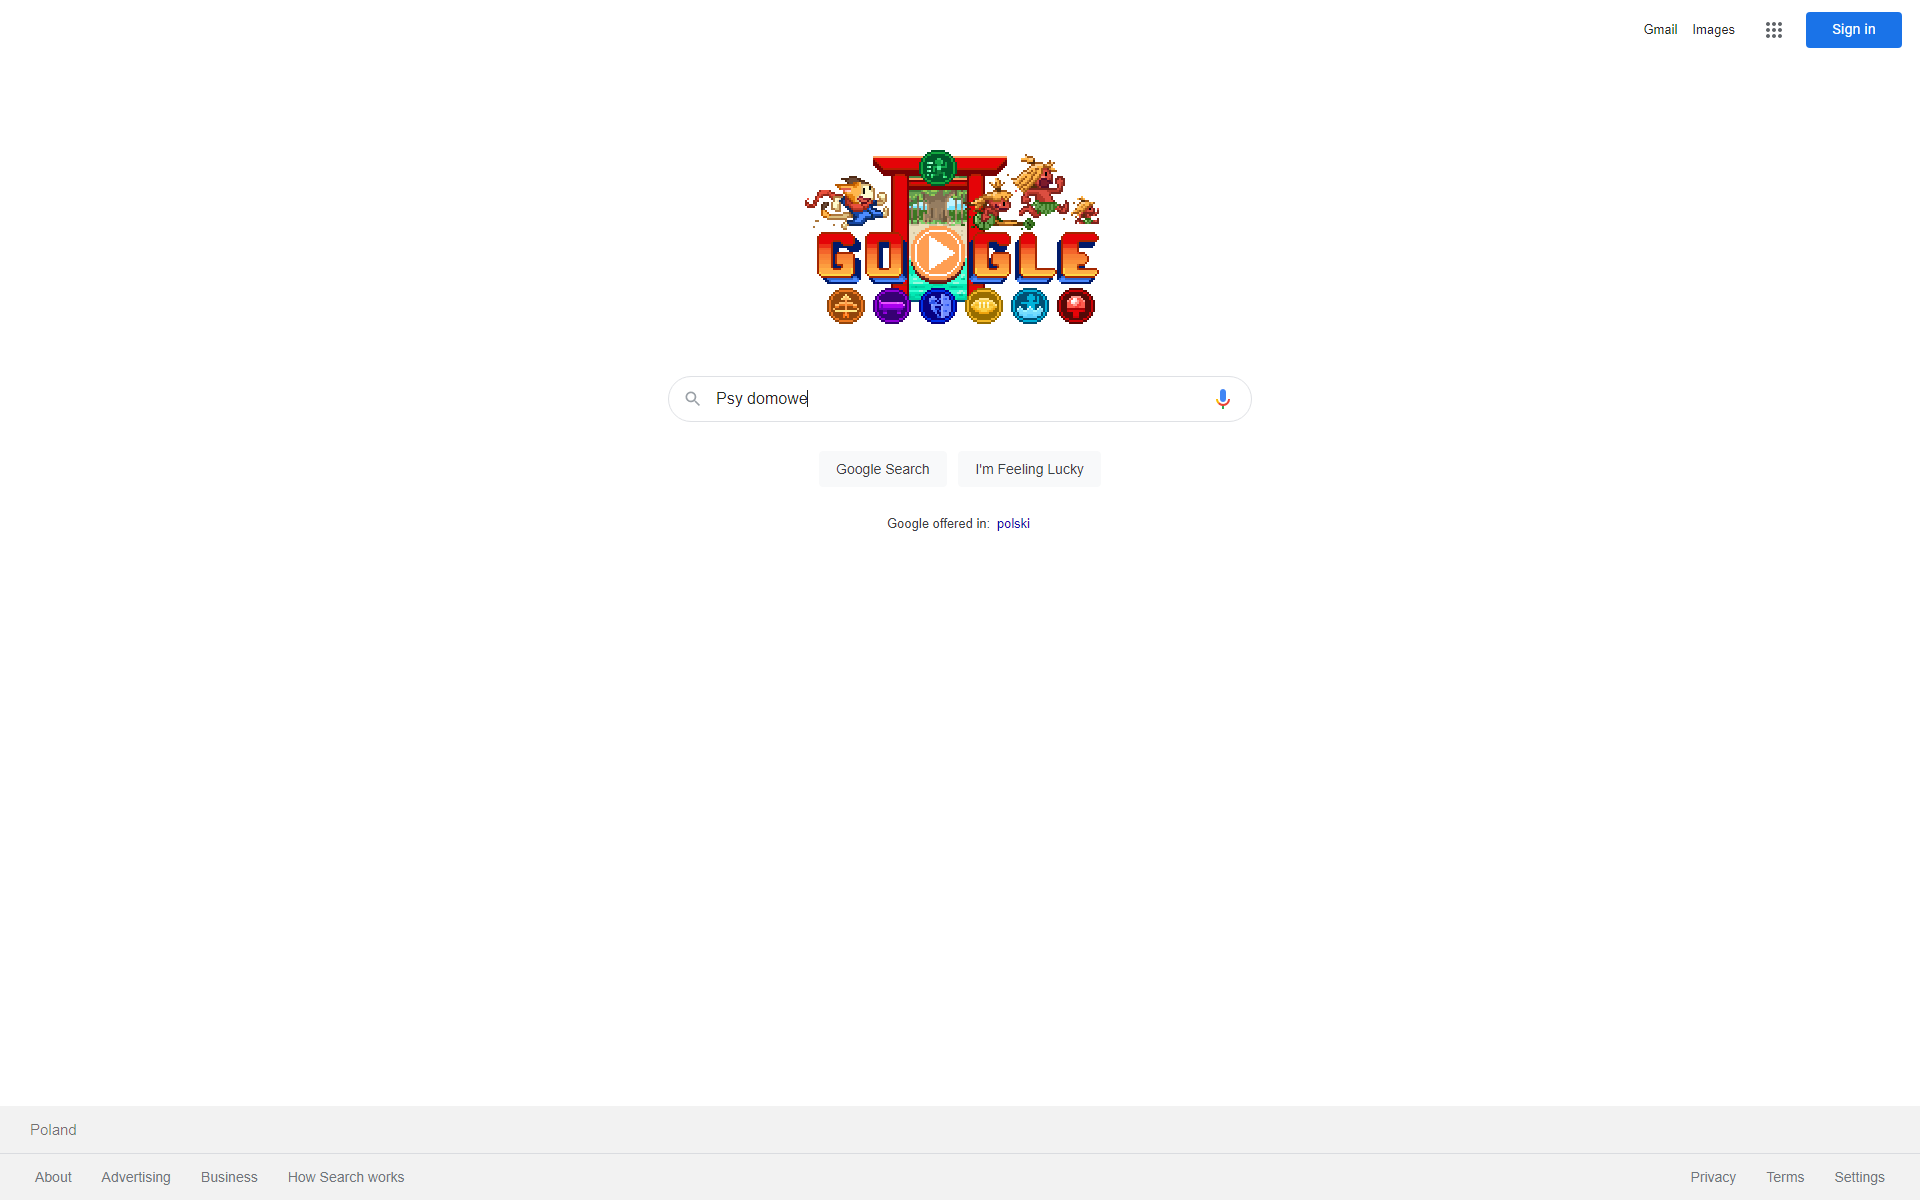 Gmail Images Sign in
GOOGLE
Psy domowe
Google Search I'm Feeling Lucky
Google offered in: polski
Poland
About Advertising Business How Search works Privacy Terms Settings